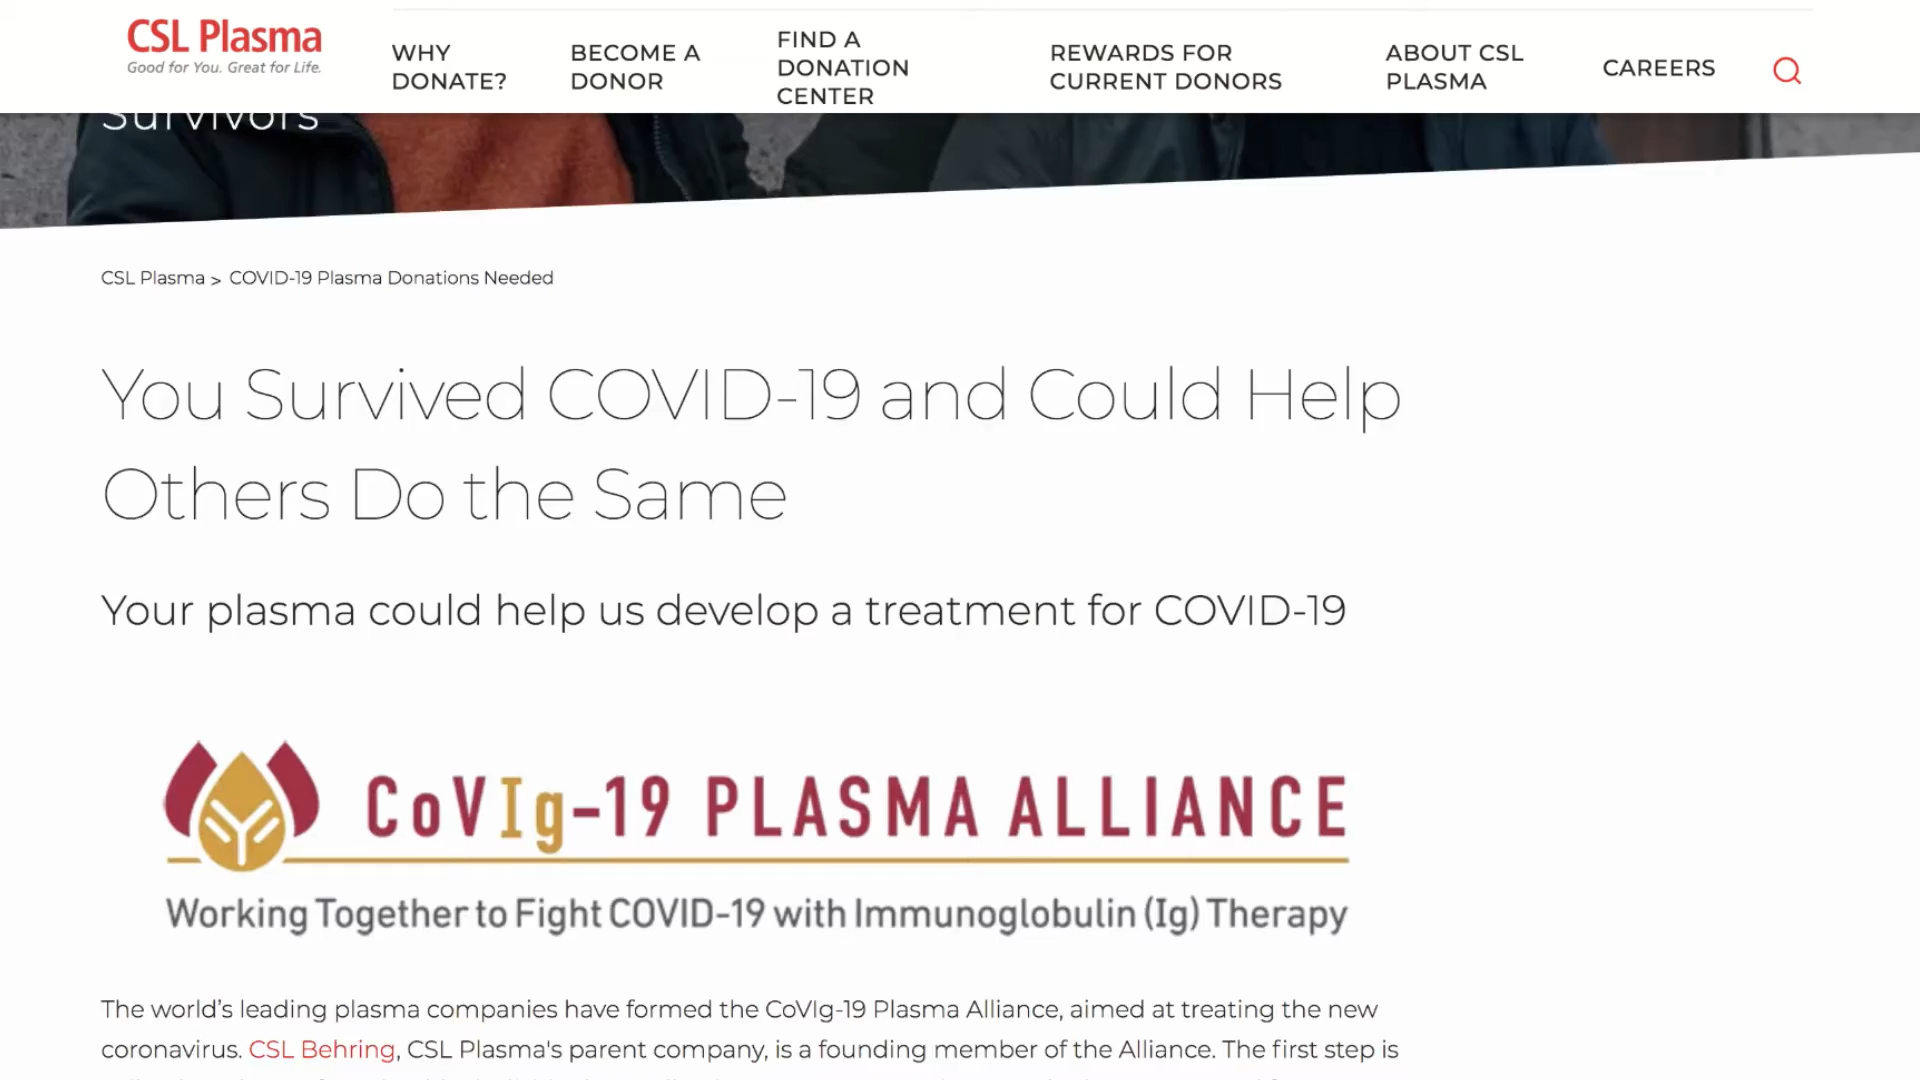 CSL Plasma
Good for You. Great for Life.
WHY
DONATE?
BECOME A
DONOR
FIND A
DONATION
CENTER
REWARDS FOR
CURRENT DONORS
ABOUT CSL
PLASMA
CAREERS
Survivors
CSL Plasma > COVID-19 Plasma Donations Needed
You Survived COVID-19 and Could Help
Others Do the Same
Your plasma could help us develop a treatment for COVID-19
CoVIg-19 PLASMA ALLIANCE
Working Together to Fight COVID-19 with Immunoglobulin (Ig) Therapy
The world’s leading plasma companies have formed the CoVIg-19 Plasma Alliance, aimed at treating the new
coronavirus. CSL Behring, CSL Plasma's parent company, is a founding member of the Alliance. The first step is